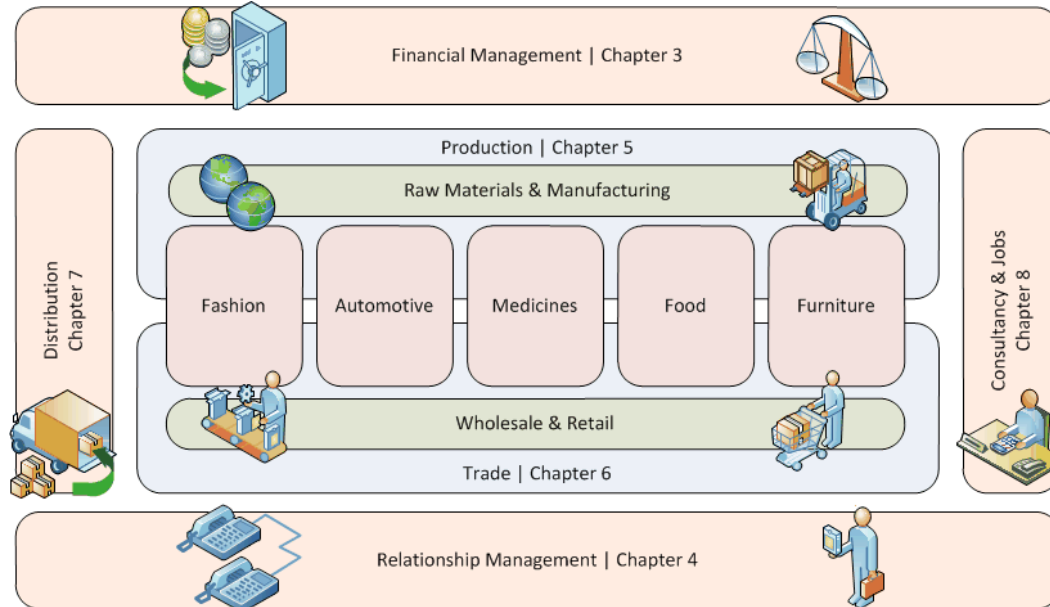 Financial Management | Chapter 3
Production | Chapter 5
Raw Materials & Manufacturing
Distribution
Chapter 7
Fashion
Automotive
Medicines
Food
Furniture
Consultancy & Jobs
Chapter 8
Wholesale & Retail
Trade | Chapter 6
Relationship Management | Chapter 4